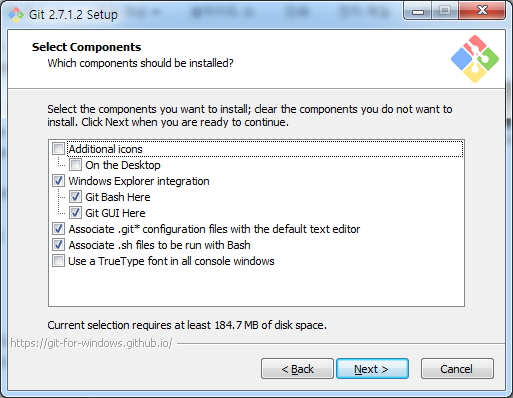 Git 2.7.1.2 Setup
Select Components
Which components should be installed?
Select the components you want to install; clear the components you do not want to
install. Click Next when you are ready to continue.
Additional icons
On the Desktop
Windows Explorer integration
Git Bash Here
Git GUI Here
Associate .git* configuration files with the default text editor
Associate .sh files to be run with Bash
Use a TrueType font in all console windows
Current selection requires at least 184.7 MB of disk space.
https://git-for-windows.github.io/
< Back
Next >
Cancel